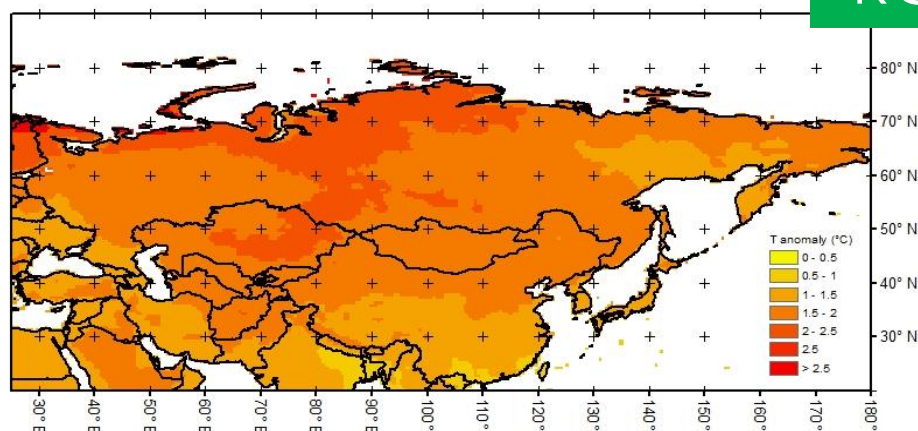 80° N
70° N
60° N
50° N
40° N
30° N
T anomaly (°C)
0 - 0.5
0.5 - 1
1 - 1.5
1.5 - 2
2 - 2.5
2.5
> 2.5
30°E
40°E
50°E
60°E
70°E
80°E
90°E
100°E
110°E
120°E
130°E
140°E
150°E
160°E
170°E
180°